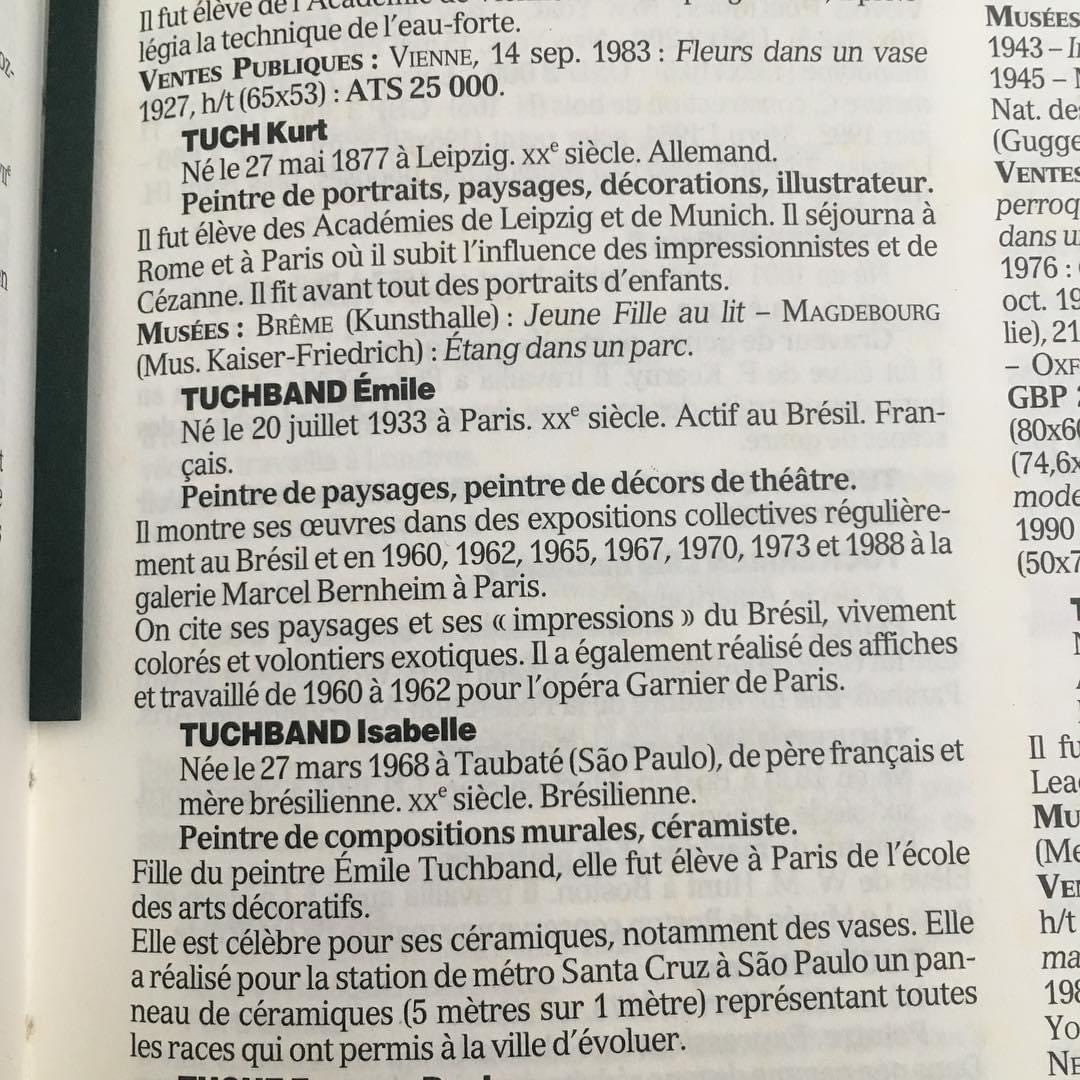 Il fut élève de l'Académie de
légia la technique de l'eau-forte.
VENTES PUBLIQUES : VIENNE, 14 sep. 1983 : Fleurs dans un vase
1927, h/t (65x53) : ATS 25 000.
TUCH Kurt
Né le 27 mai 1877 à Leipzig. XXe siècle. Allemand.
Peintre de portraits, paysages, décorations, illustrateur.
Il fut élève des Académies de Leipzig et de Munich. Il séjourna à
Rome et à Paris où il subit l'influence des impressionnistes et de
Cézanne. Il fit avant tout des portraits d'enfants.
MUSÉES : BRÊME (Kunsthalle) : Jeune Fille au lit – MAGDEBOURG
(Mus. Kaiser-Friedrich) : Étang dans un parc.
TUCHBAND Émile
Né le 20 juillet 1933 à Paris. XXe siècle. Actif au Brésil. Fran-
çais.
Peintre de paysages, peintre de décors de théâtre.
Il montre ses œuvres dans des expositions collectives régulière-
ment au Brésil et en 1960, 1962, 1965, 1967, 1970, 1973 et 1988 à la
galerie Marcel Bernheim à Paris.
On cite ses paysages et ses « impressions » du Brésil, vivement
colorés et volontiers exotiques. Il a également réalisé des affiches
et travaillé de 1960 à 1962 pour l'opéra Garnier de Paris.
TUCHBAND Isabelle
Née le 27 mars 1968 à Taubaté (São Paulo), de père français et
mère brésilienne. XXe siècle. Brésilienne.
Peintre de compositions murales, céramiste.
Fille du peintre Émile Tuchband, elle fut élève à Paris de l'école
des arts décoratifs.
Elle est célèbre pour ses céramiques, notamment des vases. Elle
a réalisé pour la station de métro Santa Cruz à São Paulo un pan-
neau de céramiques (5 mètres sur 1 mètre) représentant toutes
les races qui ont permis à la ville d'évoluer.
MUSÉES
1943 –
1945 –
Nat. de
(Gugge
VENTES
perroq
dans u
1976 :
oct. 19
lie), 21
– OXF
GBP
(80x60
(74,6x
mode
1990
(50x7
Il fu
Lea
MU
(Me
VEN
h/t
ma
198
Yo
NE